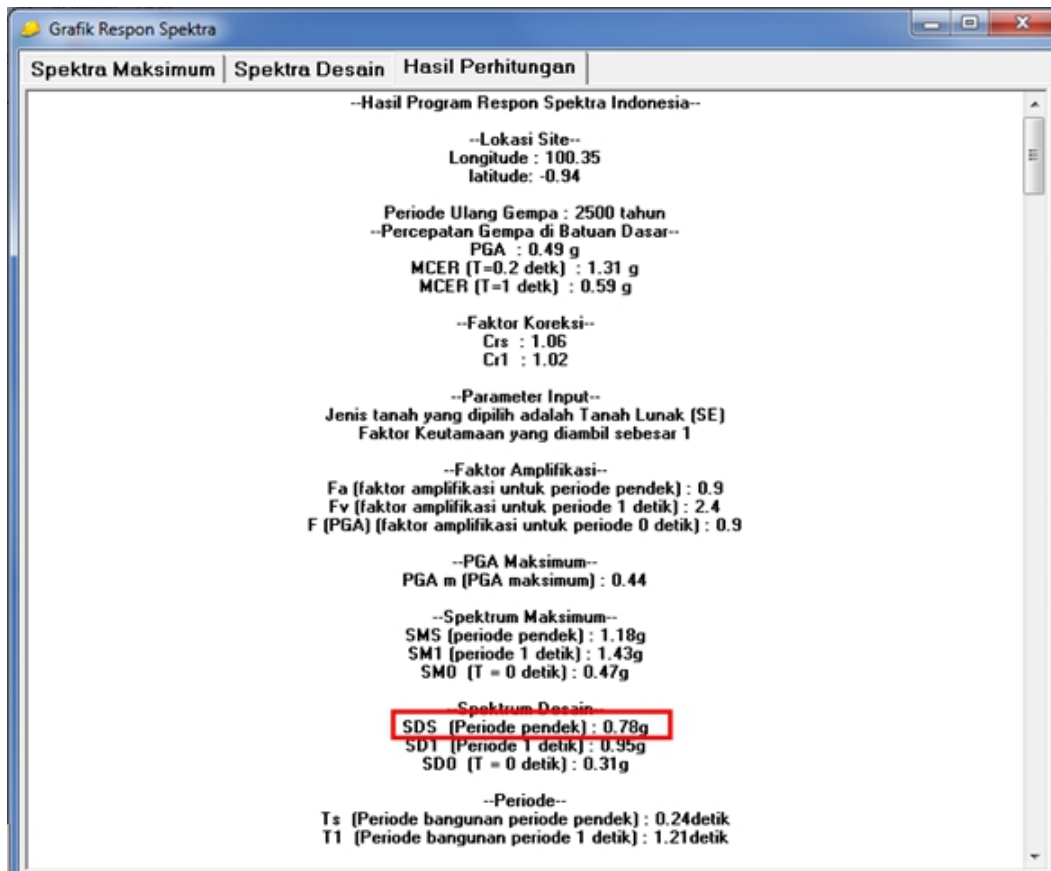 Grafik Respon Spektra
Spektra Maksimum Spektra Desain Hasil Perhitungan
--Hasil Program Respon Spektra Indonesia--
--Lokasi Site--
Longitude : 100.35
latitude: -0.94
Periode Ulang Gempa : 2500 tahun
--Percepatan Gempa di Batuan Dasar--
PGA : 0.49 g
MCER (T=0.2 detk) : 1.31 g
MCER (T=1 detk) : 0.59 g
--Faktor Koreksi--
Crs : 1.06
Cr1 : 1.02
--Parameter Input--
Jenis tanah yang dipilih adalah Tanah Lunak (SE)
Faktor Keutamaan yang diambil sebesar 1
--Faktor Amplifikasi--
Fa (faktor amplifikasi untuk periode pendek) : 0.9
Fv (faktor amplifikasi untuk periode 1 detik) : 2.4
F (PGA) (faktor amplifikasi untuk periode 0 detik) : 0.9
--PGA Maksimum--
PGA m (PGA maksimum) : 0.44
--Spektrum Maksimum--
SMS (periode pendek) : 1.18g
SM1 (periode 1 detik) : 1.43g
SM0 (T = 0 detik) : 0.47g
--Spektrum Desain--
SDS (Periode pendek) : 0.78g
SD1 (Periode 1 detik) : 0.95g
SD0 (T = 0 detik) : 0.31g
--Periode--
Ts (Periode bangunan periode pendek) : 0.24detik
T1 (Periode bangunan periode 1 detik) : 1.21detik